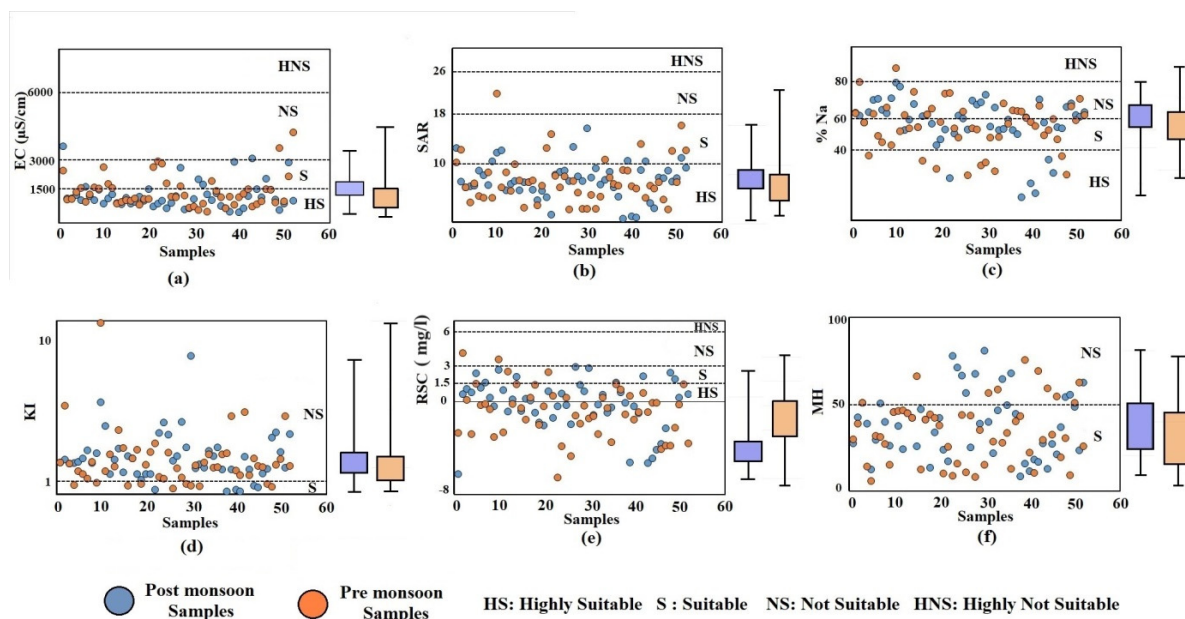 HNS
6000
NS
EC (µS/cm)
3000
S
1500
HS
0 10 20 30 40 50 60
Samples
(a)
26
HNS
NS
18
SAR
S
10
HS
0 10 20 30 40 50 60
Samples
(b)
HNS
80
NS
% Na
60
S
40
HS
0 10 20 30 40 50 60
Samples
(c)
10
KI
NS
1
S
0 10 20 30 40 50 60
Samples
(d)
6
HNS
NS
RSC ( mg/l)
3
S
1.5
HS
0
-8
0 10 20 30 40 50 60
Samples
(e)
100
NS
MH
50
S
0
0 10 20 30 40 50 60
Samples
(f)
Post monsoon
Samples
Pre monsoon
Samples
HS: Highly Suitable S : Suitable NS: Not Suitable HNS: Highly Not Suitable